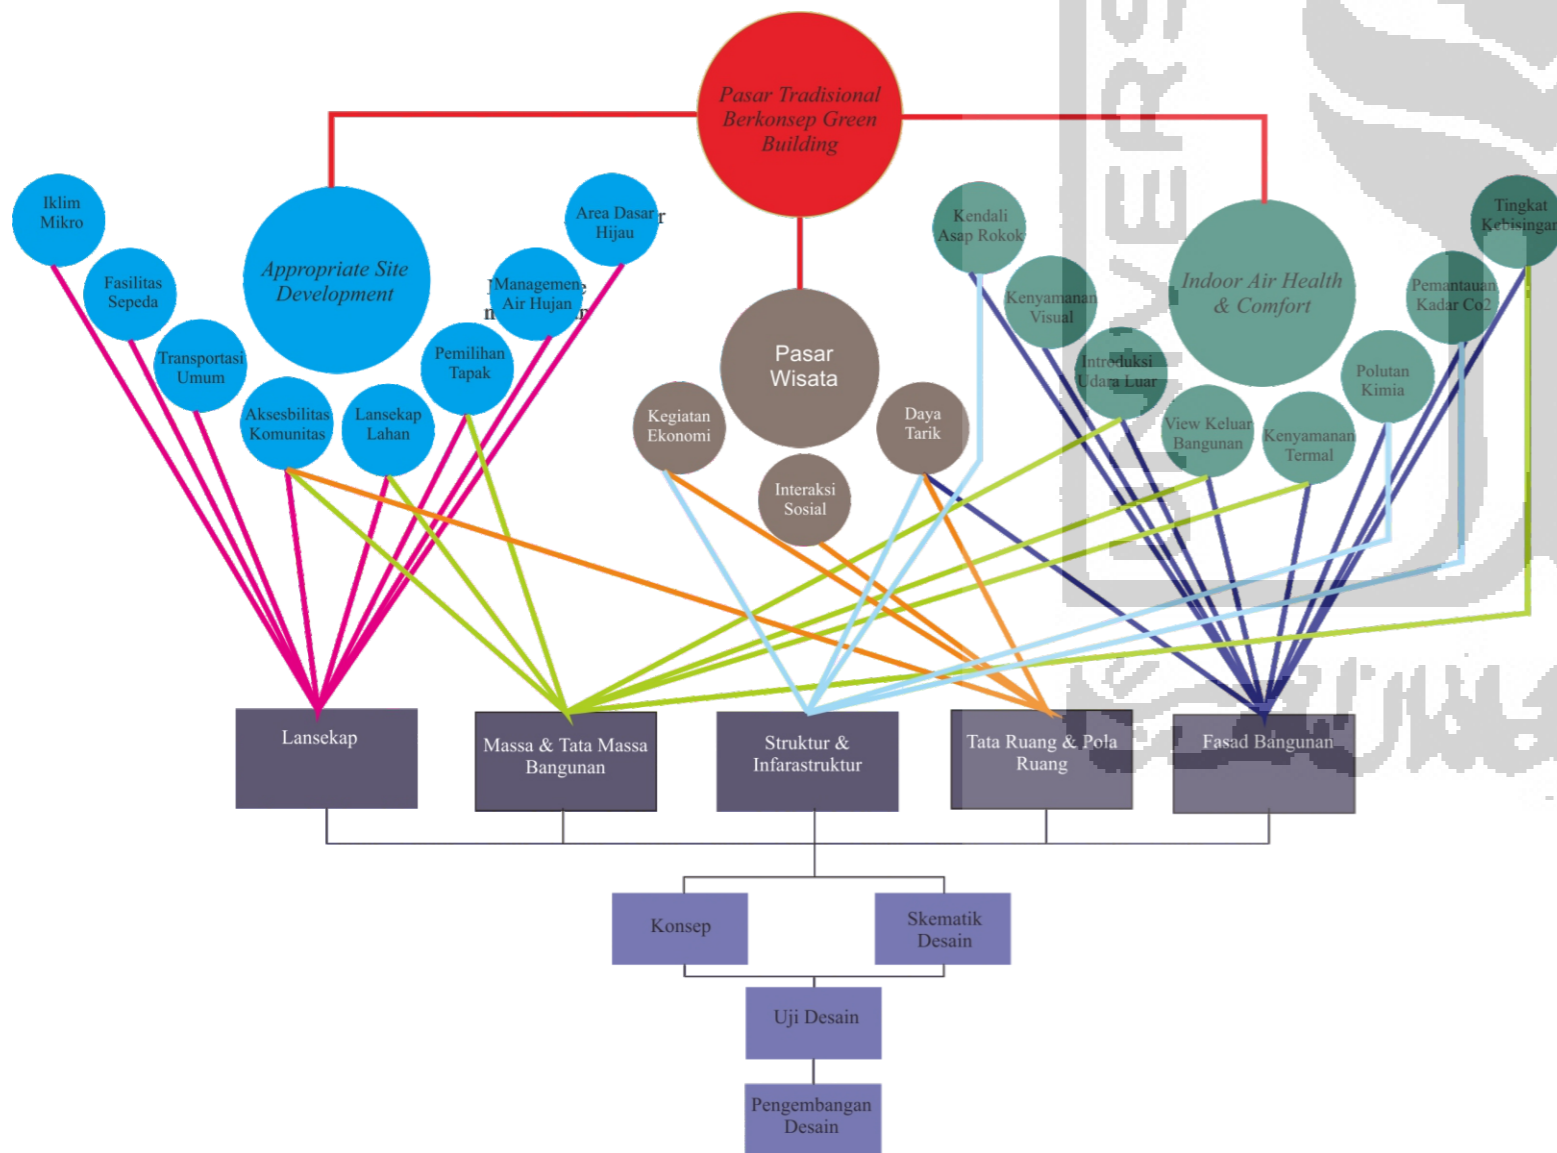 Pasar Tradisional
Berkonsep Green
Building
Iklim
Mikro
Fasilitas
Sepeda
Transportasi
Umum
Aksesbilitas
Komunitas
Lansekap
Lahan
Pemilihan
Tapak
Managemen
Air Hujan
Area Dasar
Hijau
Appropriate Site
Development
Pasar
Wisata
Kegiatan
Ekonomi
Interaksi
Sosial
Daya
Tarik
Indoor Air Health
& Comfort
Kendali
Asap Rokok
Kenyamanan
Visual
Introduksi
Udara Luar
View Keluar
Bangunan
Kenyamanan
Termal
Polutan
Kimia
Pemantauan
Kadar Co2
Tingkat
Kebisingan
Lansekap
Massa & Tata Massa
Bangunan
Struktur &
Infarastruktur
Tata Ruang & Pola
Ruang
Fasad Bangunan
Konsep
Skematik
Desain
Uji Desain
Pengembangan
Desain